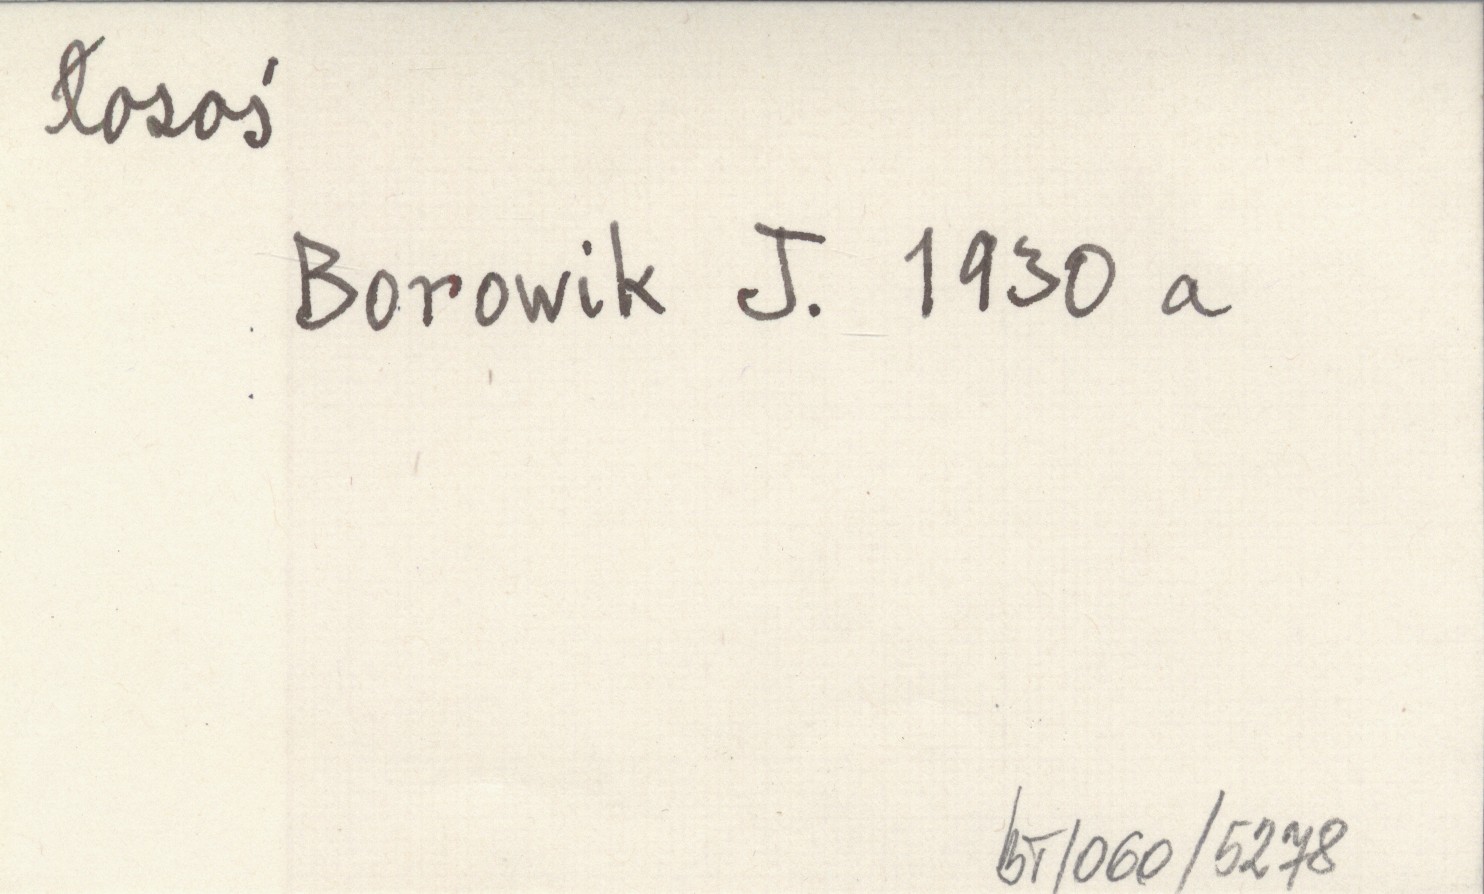 łosoś
Borowik J. 1930 a
bT/060/5278